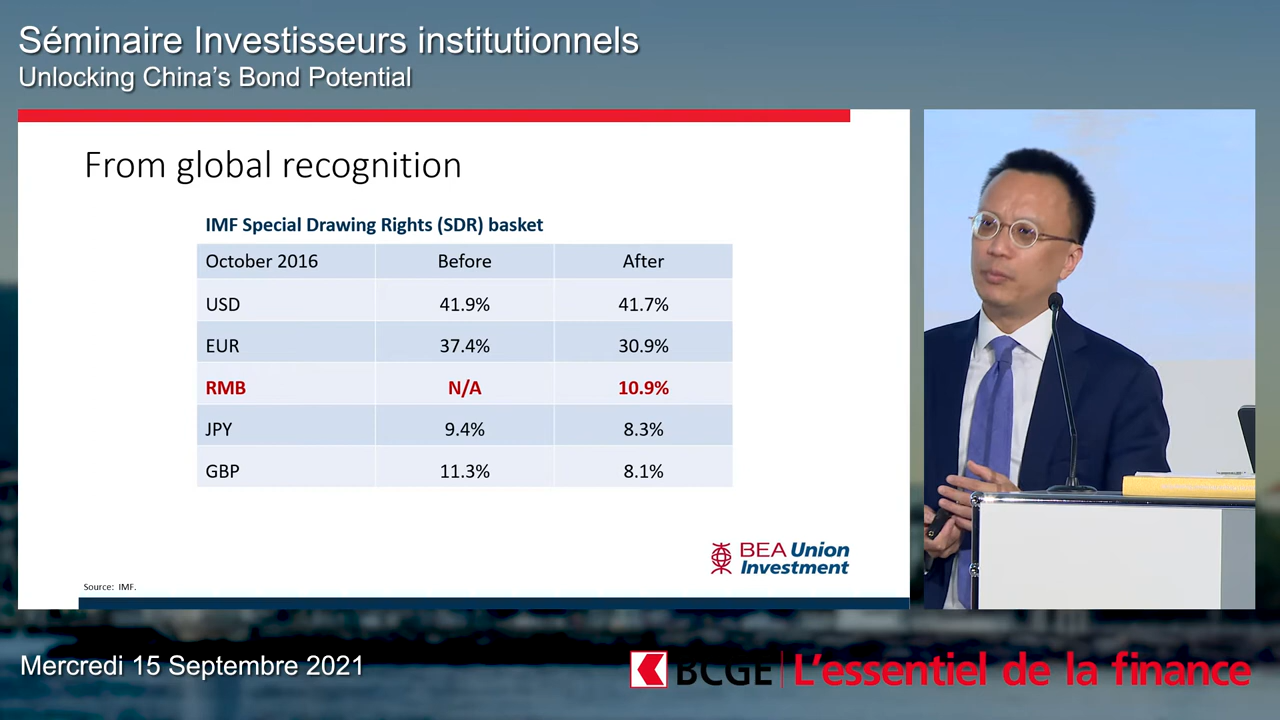 Séminaire Investisseurs institutionnels
Unlocking China's Bond Potential
From global recognition
IMF Special Drawing Rights (SDR) basket
October 2016 Before After
USD 41.9% 41.7%
EUR 37.4% 30.9%
RMB N/A 10.9%
JPY 9.4% 8.3%
GBP 11.3% 8.1%
BEA Union
Investment
Source: IMF.
Mercredi 15 Septembre 2021
BCGE L'essentiel de la finance